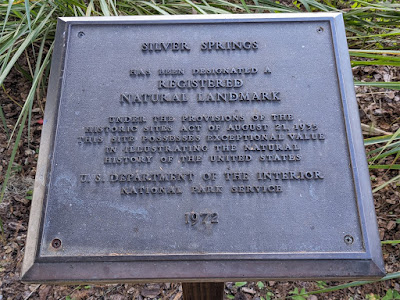 SILVER SPRINGS
HAS BEEN DESIGNATED A
REGISTERED
NATURAL LANDMARK
UNDER THE PROVISIONS OF THE
HISTORIC SITES ACT OF AUGUST 21, 1935
THIS SITE POSSESSES EXCEPTIONAL VALUE
IN ILLUSTRATING THE NATURAL
HISTORY OF THE UNITED STATES
U. S. DEPARTMENT OF THE INTERIOR
NATIONAL PARK SERVICE
1972